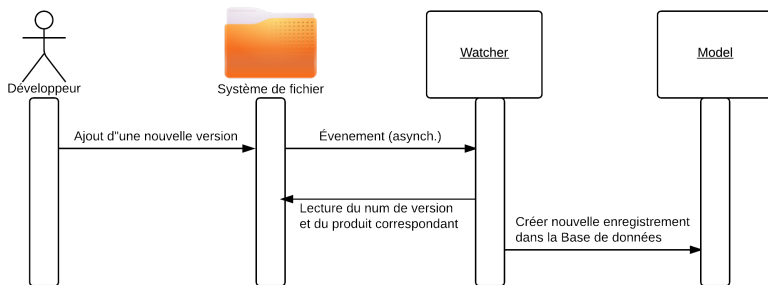 Watcher
Model
Développeur
Système de fichier
Ajout d"une nouvelle version
Évenement (asynch.)
Lecture du num de version
et du produit correspondant
Créer nouvelle enregistrement
dans la Base de données